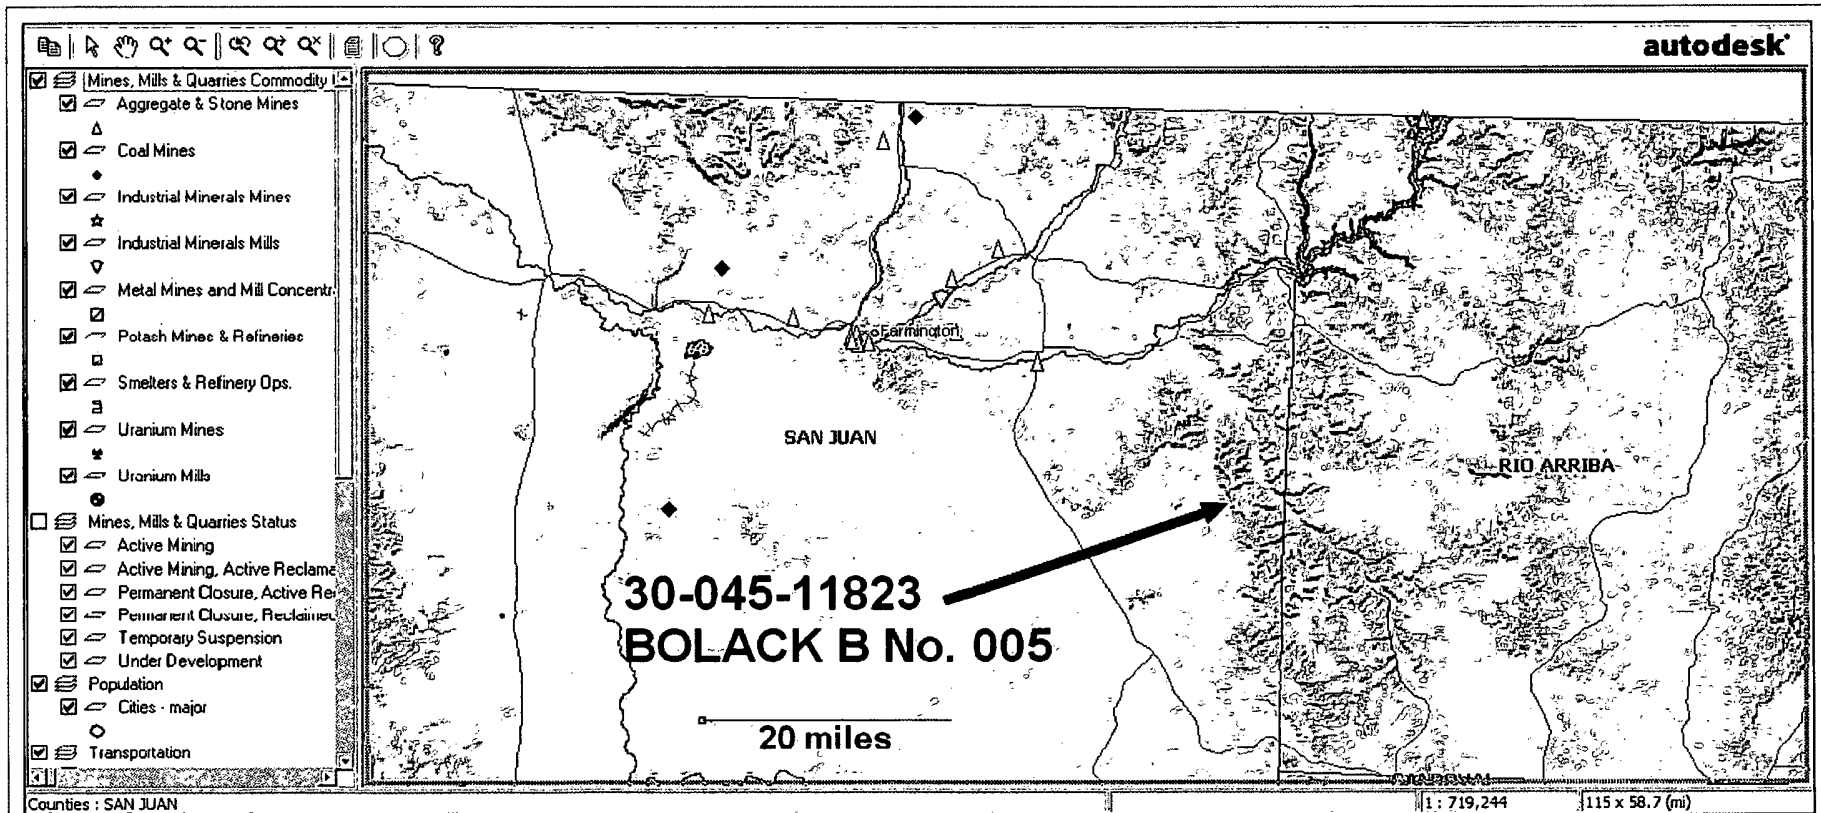 autodesk
Mines, Mills & Quarries Commodity
Aggregate & Stone Mines
Coal Mines
Industrial Minerals Mines
Industrial Minerals Mills
Metal Mines and Mill Concentr
Potash Mines & Refineries
Smelters & Refinery Ops.
Uranium Mines
Uranium Mills
Mines, Mills & Quarries Status
Active Mining
Active Mining, Active Reclama
Permanent Closure, Active Re
Permanent Closure, Reclaimed
Temporary Suspension
Under Development
Population
Cities - major
Transportation
Farmington
SAN JUAN
RIO ARRIBA
30-045-11823
BOLACK B No. 005
20 miles
Counties : SAN JUAN
1 : 719,244
115 x 58.7 (mi)